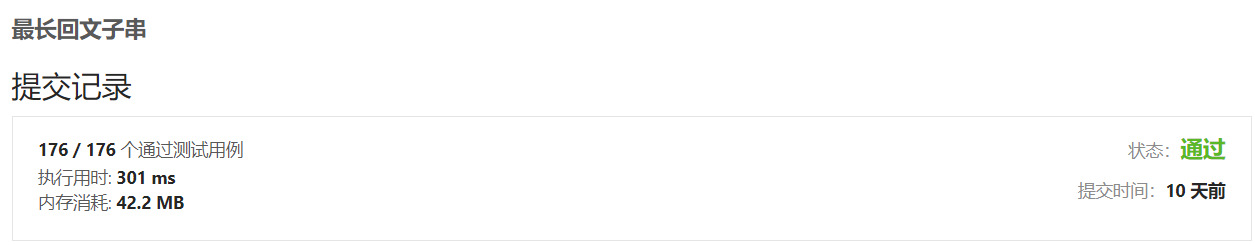 最长回文子串
提交记录
176 / 176 个通过测试用例
状态：通过
执行用时: 301 ms
提交时间：10 天前
内存消耗: 42.2 MB